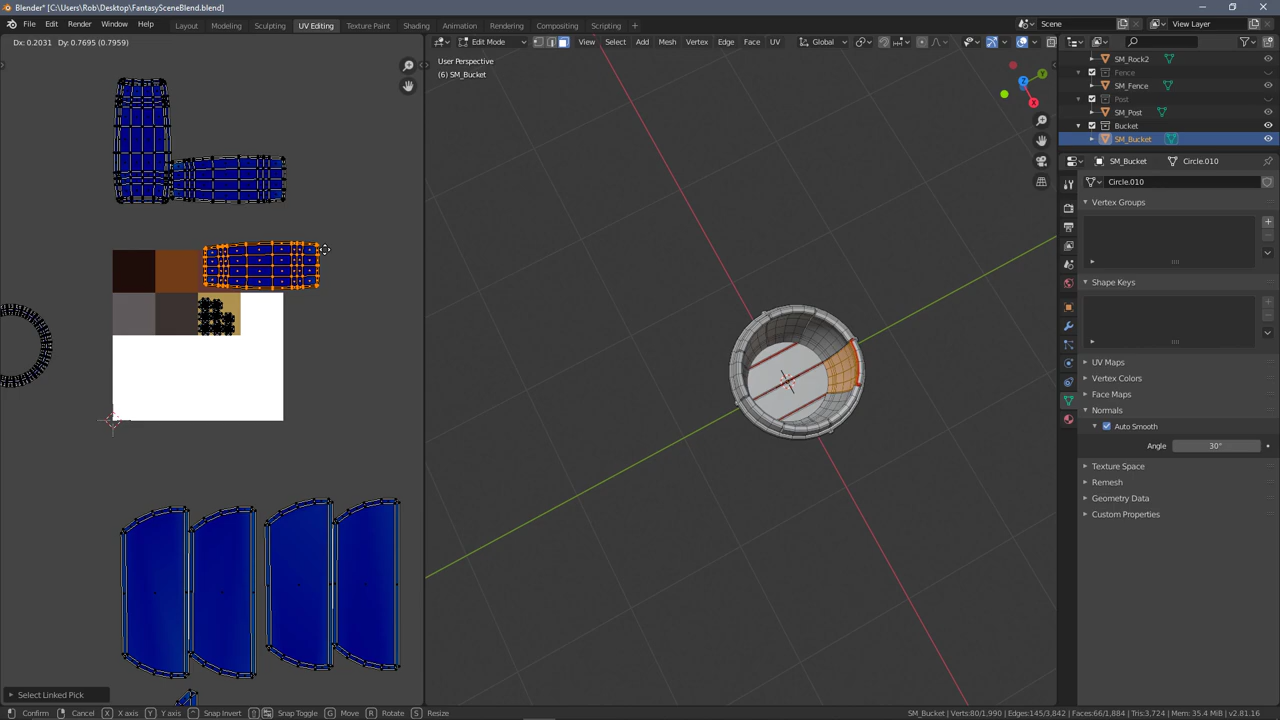 Blender* [C:\Users\Rob\Desktop\FantasySceneBlend.blend]
File Edit Render Window Help Layout Modeling Sculpting UV Editing Texture Paint Shading Animation Rendering Compositing Scripting + Scene View Layer
Dx: 0.2031 Dy: 0.7695 (0.7959)
Edit Mode View Select Add Mesh Vertex Edge Face UV Global
User Perspective
(6) SM_Bucket
SM_Rock2
Fence
SM_Fence
Post
SM_Post
Bucket
SM_Bucket
SM_Bucket Circle.010
Circle.010
Vertex Groups
Shape Keys
UV Maps
Vertex Colors
Face Maps
Normals
Auto Smooth
Angle 30°
Texture Space
Remesh
Geometry Data
Custom Properties
Y
Z
X
Select Linked Pick
Confirm Cancel X X axis Y Y axis Snap Invert Snap Toggle G Move R Rotate S Resize
SM_Bucket | Verts:80/1,990 | Edges:145/3,842 | Faces:66/1,884 | Tris:3,724 | Mem: 35.4 MiB | v2.81.16